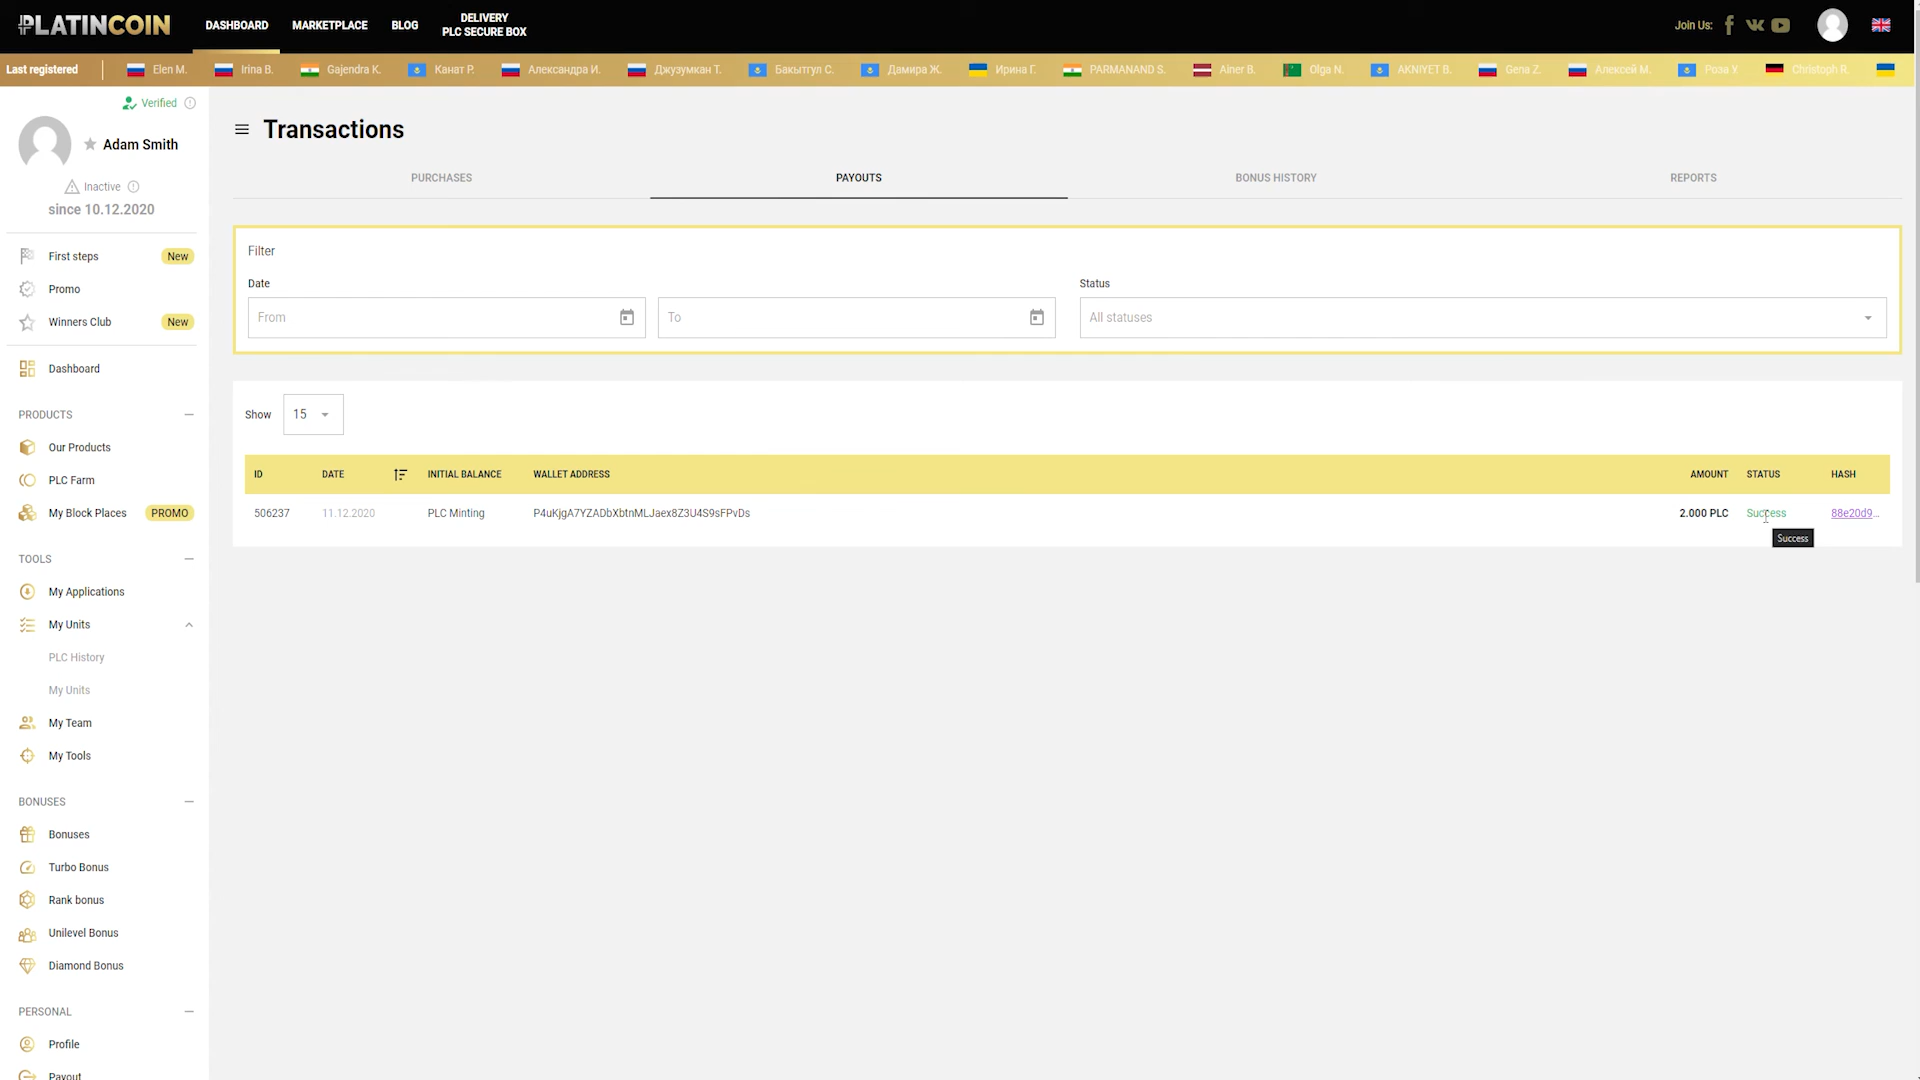 PLATINCOIN
DASHBOARD
MARKETPLACE
BLOG
DELIVERY
PLC SECURE BOX
Join Us:
Last registered
Elen M.
Irina B.
Gajendra K.
Канат Р.
Александра И.
Джузумкан Т.
Бакытгул С.
Дамира Ж.
Ирина Г.
PARMANAND S.
Ainer B.
Olga N.
AKNIYET B.
Gena Z.
Алексей М.
Роза У.
Christoph R.
Verified
Adam Smith
Inactive
since 10.12.2020
First steps New
Promo
Winners Club New
Dashboard
PRODUCTS
Our Products
PLC Farm
My Block Places PROMO
TOOLS
My Applications
My Units
PLC History
My Units
My Team
My Tools
BONUSES
Bonuses
Turbo Bonus
Rank bonus
Unilevel Bonus
Diamond Bonus
PERSONAL
Profile
Payout
Transactions
PURCHASES
PAYOUTS
BONUS HISTORY
REPORTS
Filter
Date
Status
From
To
All statuses
Show 15
ID DATE INITIAL BALANCE WALLET ADDRESS AMOUNT STATUS HASH
506237 11.12.2020 PLC Minting P4uKjgA7YZADbXbtnMLJaex8Z3U4S9sFPvDs 2.000 PLC Success 88e20d9...
Success